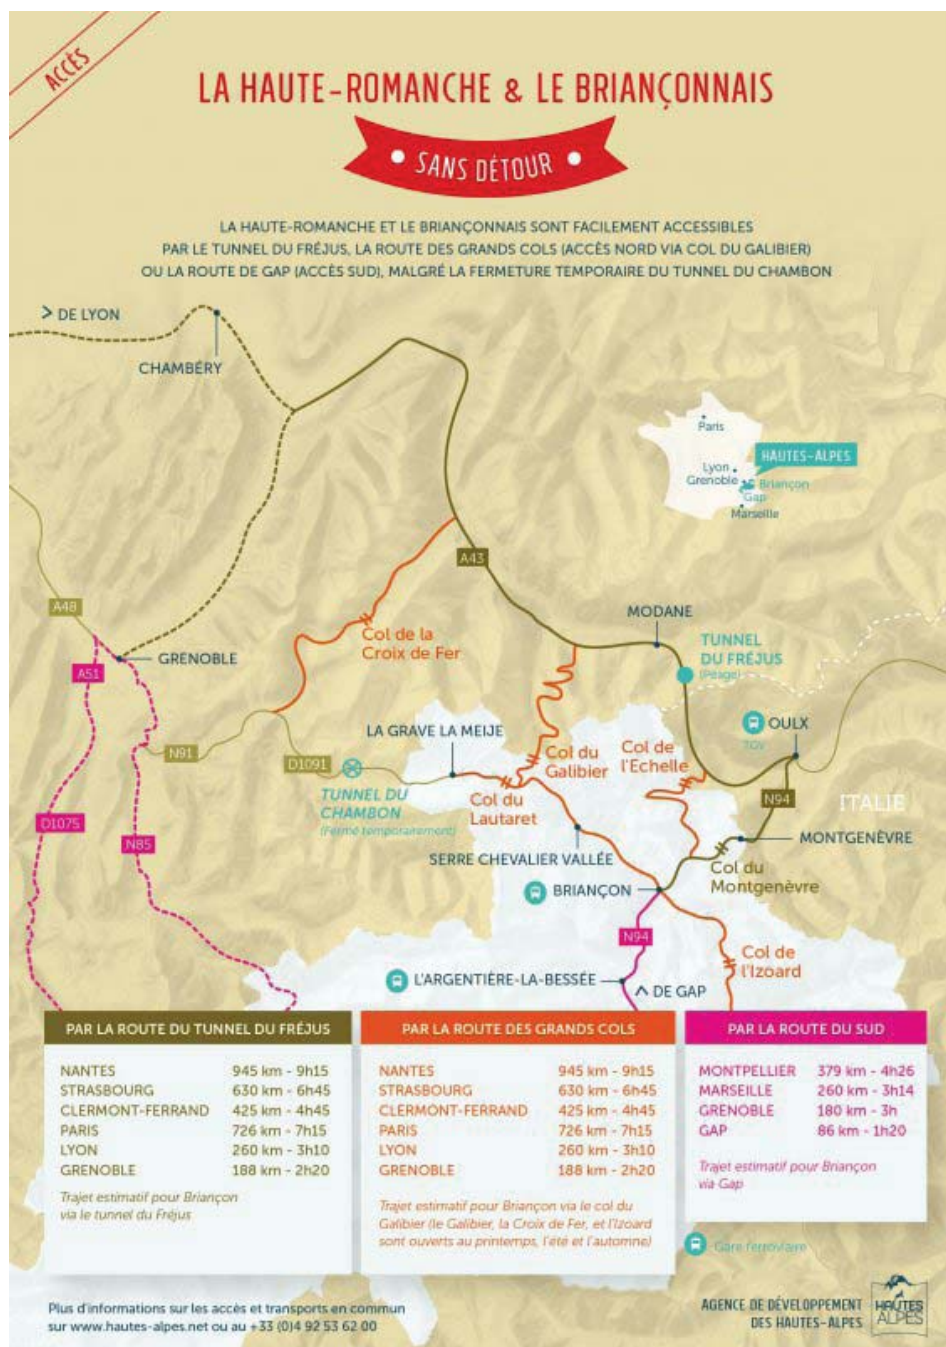 ACCÈS
LA HAUTE-ROMANCHE & LE BRIANÇONNAIS
SANS DÉTOUR
LA HAUTE-ROMANCHE ET LE BRIANÇONNAIS SONT FACILEMENT ACCESSIBLES
PAR LE TUNNEL DU FRÉJUS, LA ROUTE DES GRANDS COLS (ACCÈS NORD VIA COL DU GALIBIER)
OU LA ROUTE DE GAP (ACCÈS SUD), MALGRÉ LA FERMETURE TEMPORAIRE DU TUNNEL DU CHAMBON
> DE LYON
CHAMBÉRY
Paris
HAUTES-ALPES
Lyon
Grenoble
Briançon
Gap
Marseille
A43
A48
MODANE
Col de la
Croix de Fer
TUNNEL
DU FRÉJUS
(Péage)
GRENOBLE
A51
OULX
TGV
LA GRAVE LA MEIJE
N91
D1091
Col du
Galibier
Col de
l'Echelle
TUNNEL DU
CHAMBON
(Fermé temporairement)
Col du
Lautaret
N94
ITALIE
D1075
N85
MONTGENÈVRE
SERRE CHEVALIER VALLÉE
Col du
Montgenèvre
BRIANÇON
N94
Col de
l'Izoard
L'ARGENTIÈRE-LA-BESSÉE
^ DE GAP
PAR LA ROUTE DU TUNNEL DU FRÉJUS
NANTES 945 km - 9h15
STRASBOURG 630 km - 6h45
CLERMONT-FERRAND 425 km - 4h45
PARIS 726 km - 7h15
LYON 260 km - 3h10
GRENOBLE 188 km - 2h20
Trajet estimatif pour Briançon
via le tunnel du Fréjus
PAR LA ROUTE DES GRANDS COLS
NANTES 945 km - 9h15
STRASBOURG 630 km - 6h45
CLERMONT-FERRAND 425 km - 4h45
PARIS 726 km - 7h15
LYON 260 km - 3h10
GRENOBLE 188 km - 2h20
Trajet estimatif pour Briançon via le col du
Galibier (le Galibier, la Croix de Fer, et l'Izoard
sont ouverts au printemps, l'été et l'automne)
PAR LA ROUTE DU SUD
MONTPELLIER 379 km - 4h26
MARSEILLE 260 km - 3h14
GRENOBLE 180 km - 3h
GAP 86 km - 1h20
Trajet estimatif pour Briançon
via Gap
Gare ferroviaire
Plus d'informations sur les accès et transports en commun
sur www.hautes-alpes.net ou au +33 (0)4 92 53 62 00
AGENCE DE DÉVELOPPEMENT
DES HAUTES-ALPES
HAUTES
ALPES